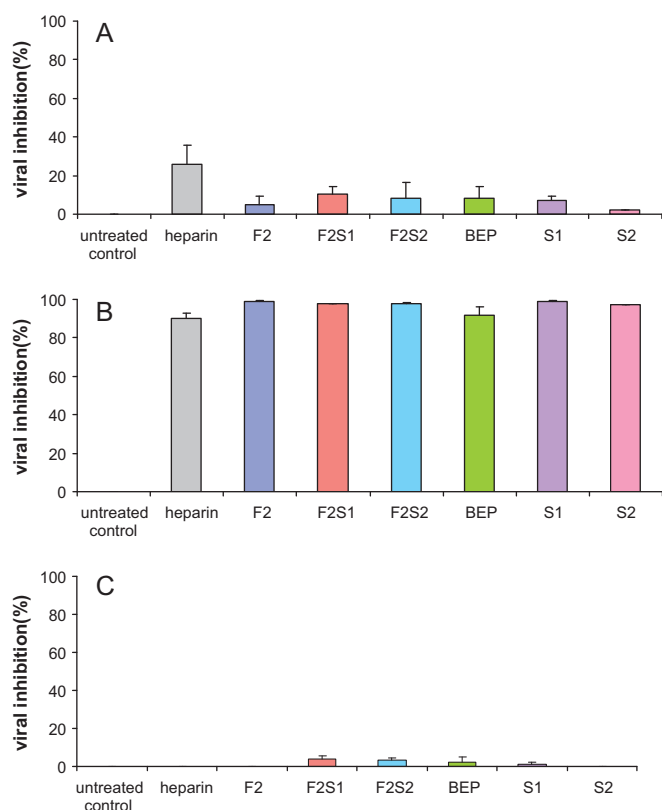 A
viral inhibition(%)
100
80
60
40
20
0
untreated control
heparin
F2
F2S1
F2S2
BEP
S1
S2
B
viral inhibition(%)
100
80
60
40
20
0
untreated control
heparin
F2
F2S1
F2S2
BEP
S1
S2
C
viral inhibition(%)
100
80
60
40
20
0
untreated control
heparin
F2
F2S1
F2S2
BEP
S1
S2